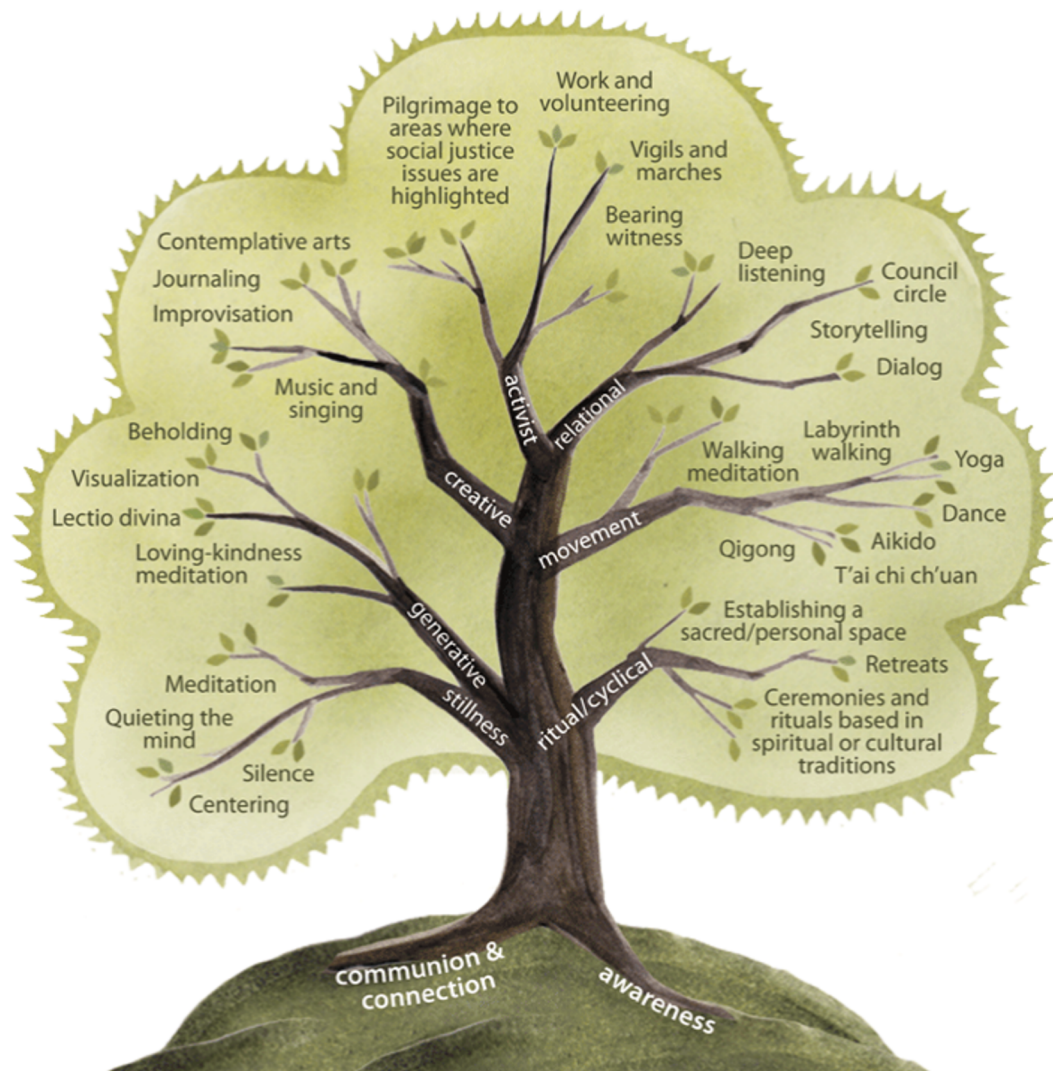 Work and
volunteering
Pilgrimage to
areas where
social justice
issues are
highlighted
Vigils and
marches
Bearing
witness
Contemplative arts
Journaling
Improvisation
Music and
singing
Deep
listening
Council
circle
Storytelling
Dialog
activist
relational
creative
movement
Beholding
Visualization
Lectio divina
Loving-kindness
meditation
Walking
meditation
Labyrinth
walking
Yoga
Dance
Aikido
Qigong
T'ai chi ch'uan
generative
stillness
ritual/cyclical
Meditation
Quieting the
mind
Silence
Centering
Establishing a
sacred/personal space
Retreats
Ceremonies and
rituals based in
spiritual or cultural
traditions
communion &
connection
awareness